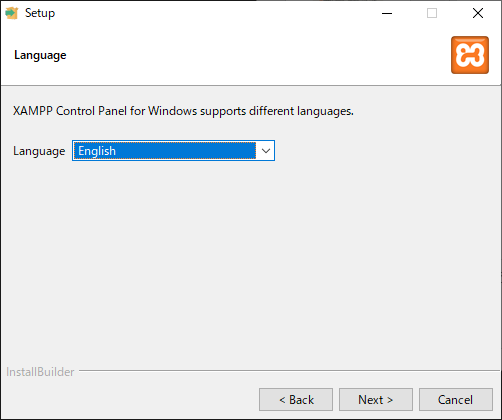 Setup
Language
XAMPP Control Panel for Windows supports different languages.
Language English
InstallBuilder
< Back Next > Cancel